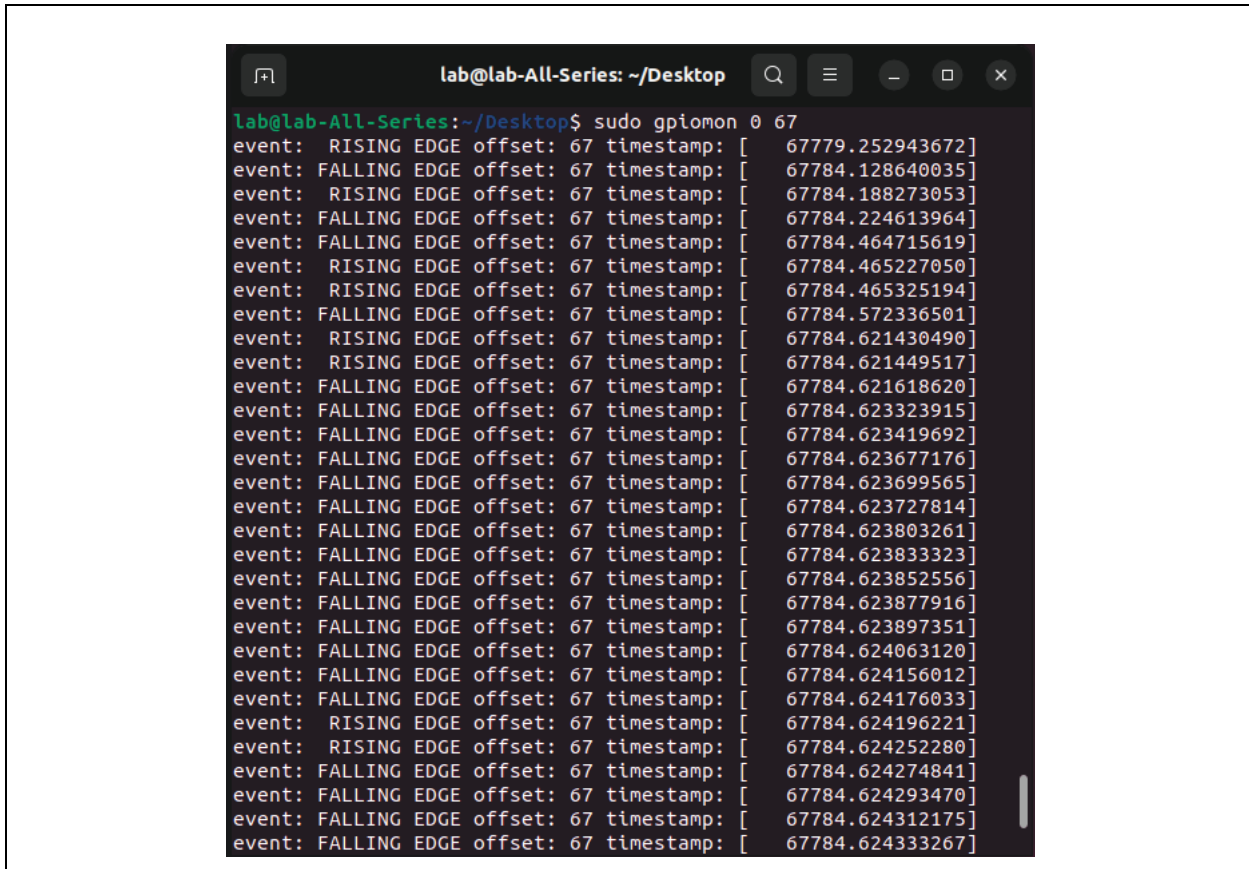 lab@lab-All-Series: ~/Desktop
lab@lab-All-Series:~/Desktop$ sudo gpiomon 0 67
event:  RISING EDGE offset: 67 timestamp: [   67779.252943672]
event: FALLING EDGE offset: 67 timestamp: [   67784.128640035]
event:  RISING EDGE offset: 67 timestamp: [   67784.188273053]
event: FALLING EDGE offset: 67 timestamp: [   67784.224613964]
event: FALLING EDGE offset: 67 timestamp: [   67784.464715619]
event:  RISING EDGE offset: 67 timestamp: [   67784.465227050]
event:  RISING EDGE offset: 67 timestamp: [   67784.465325194]
event: FALLING EDGE offset: 67 timestamp: [   67784.572336501]
event:  RISING EDGE offset: 67 timestamp: [   67784.621430490]
event:  RISING EDGE offset: 67 timestamp: [   67784.621449517]
event: FALLING EDGE offset: 67 timestamp: [   67784.621618620]
event: FALLING EDGE offset: 67 timestamp: [   67784.623323915]
event: FALLING EDGE offset: 67 timestamp: [   67784.623419692]
event: FALLING EDGE offset: 67 timestamp: [   67784.623677176]
event: FALLING EDGE offset: 67 timestamp: [   67784.623699565]
event: FALLING EDGE offset: 67 timestamp: [   67784.623727814]
event: FALLING EDGE offset: 67 timestamp: [   67784.623803261]
event: FALLING EDGE offset: 67 timestamp: [   67784.623833323]
event: FALLING EDGE offset: 67 timestamp: [   67784.623852556]
event: FALLING EDGE offset: 67 timestamp: [   67784.623877916]
event: FALLING EDGE offset: 67 timestamp: [   67784.623897351]
event: FALLING EDGE offset: 67 timestamp: [   67784.624063120]
event: FALLING EDGE offset: 67 timestamp: [   67784.624156012]
event: FALLING EDGE offset: 67 timestamp: [   67784.624176033]
event:  RISING EDGE offset: 67 timestamp: [   67784.624196221]
event:  RISING EDGE offset: 67 timestamp: [   67784.624252280]
event: FALLING EDGE offset: 67 timestamp: [   67784.624274841]
event: FALLING EDGE offset: 67 timestamp: [   67784.624293470]
event: FALLING EDGE offset: 67 timestamp: [   67784.624312175]
event: FALLING EDGE offset: 67 timestamp: [   67784.624333267]